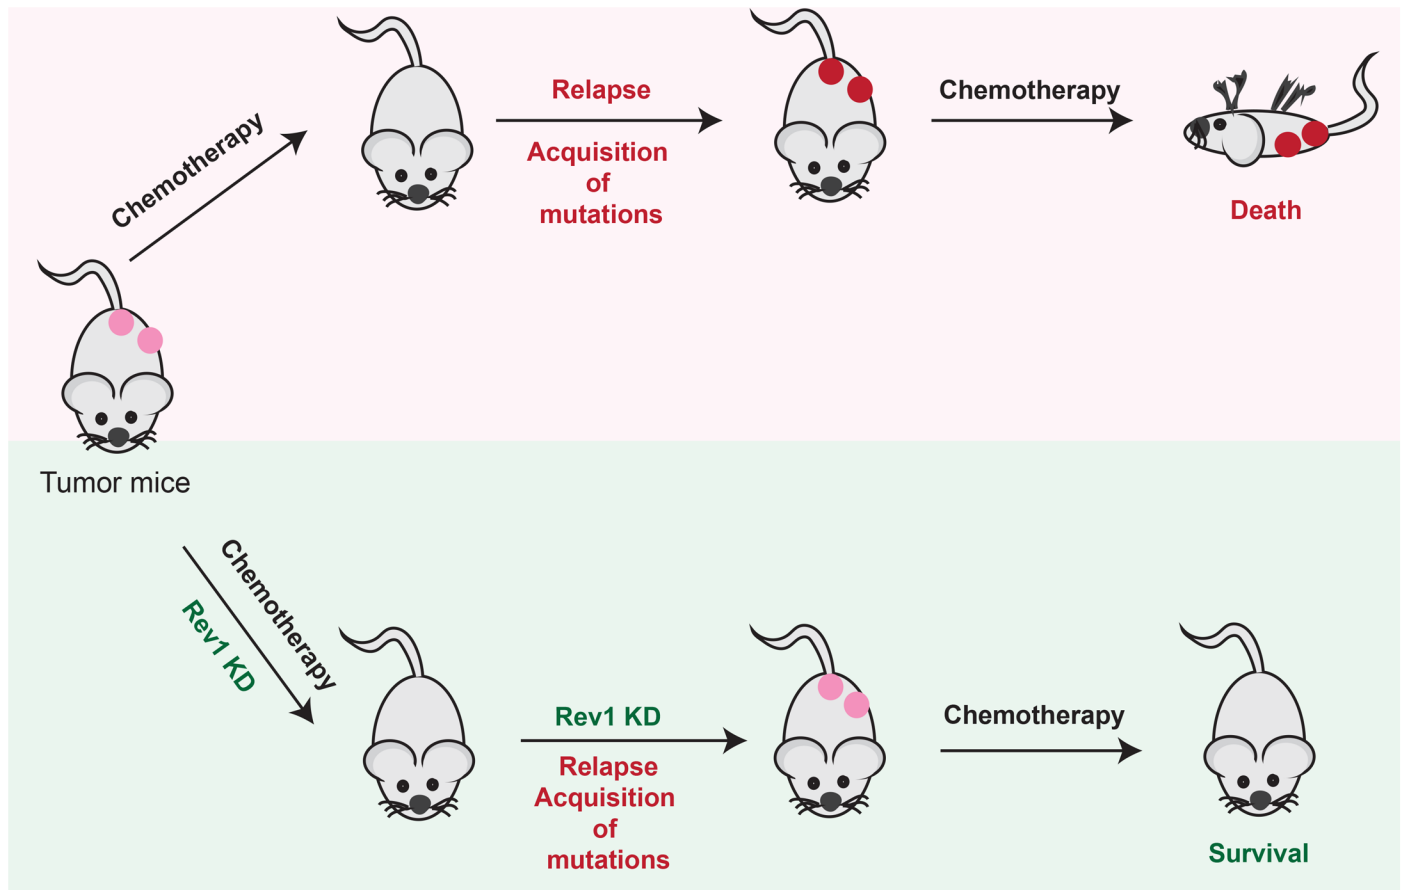 Chemotherapy
Relapse
Acquisition
of
mutations
Chemotherapy
Death
Tumor mice
Chemotherapy
Rev1 KD
Rev1 KD
Relapse
Acquisition
of
mutations
Chemotherapy
Survival